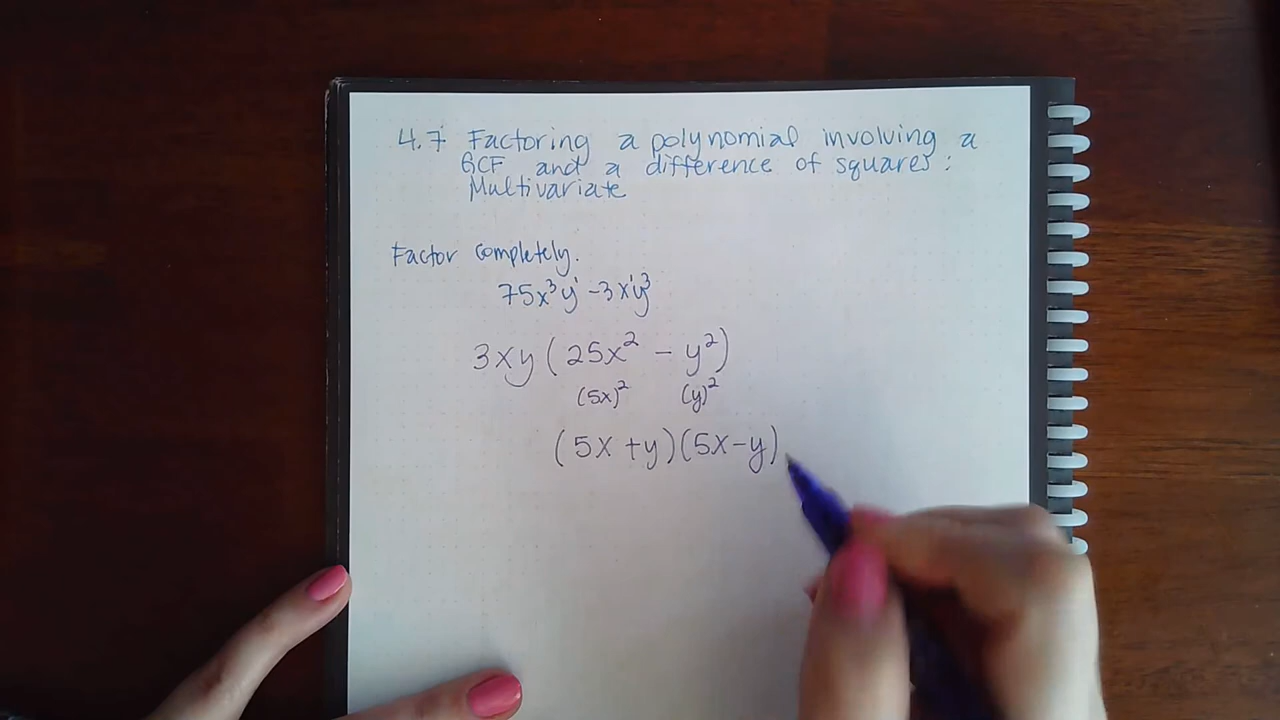 4.7 Factoring a polynomial involving a
GCF and a difference of squares:
Multivariate
Factor completely.
75x³y¹ -3x¹y³
3xy(25x² - y²)
(5x)² (y)²
(5x+y)(5x-y)